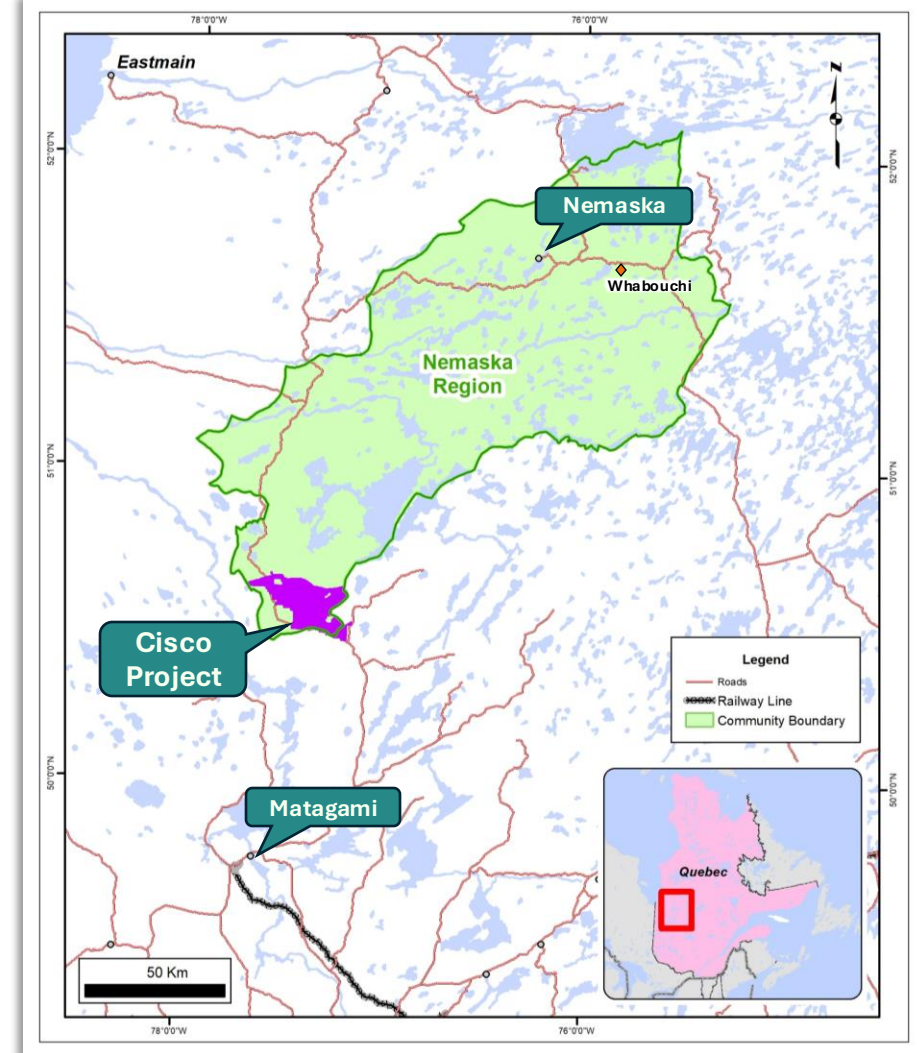 78°0'0"W
76°0'0"W
Eastmain
N
52°0'0"N
52°0'0"N
Nemaska
Whabouchi
Nemaska
Region
51°0'0"N
51°0'0"N
Cisco
Project
Legend
Roads
Railway Line
Community Boundary
50°0'0"N
50°0'0"N
Matagami
Quebec
50 Km
78°0'0"W
76°0'0"W